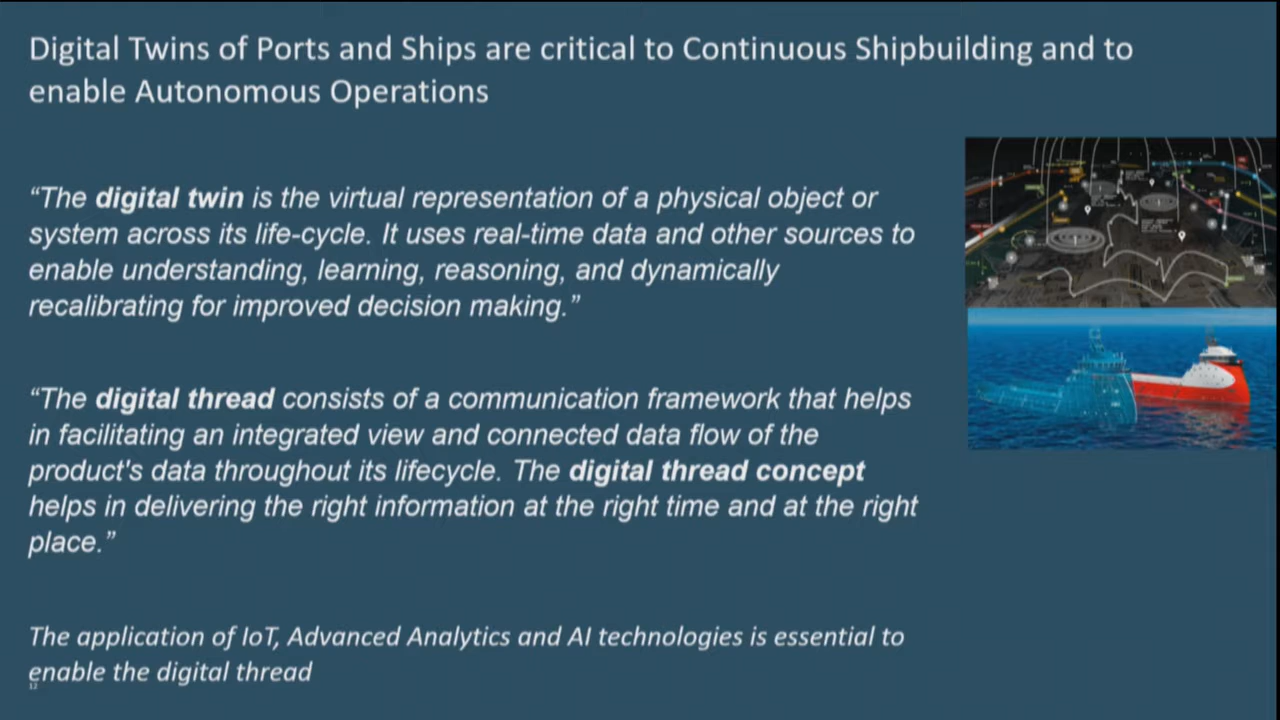 Digital Twins of Ports and Ships are critical to Continuous Shipbuilding and to
enable Autonomous Operations
“The digital twin is the virtual representation of a physical object or
system across its life-cycle. It uses real-time data and other sources to
enable understanding, learning, reasoning, and dynamically
recalibrating for improved decision making.”
“The digital thread consists of a communication framework that helps
in facilitating an integrated view and connected data flow of the
product's data throughout its lifecycle. The digital thread concept
helps in delivering the right information at the right time and at the right
place.”
The application of IoT, Advanced Analytics and AI technologies is essential to
enable the digital thread
12